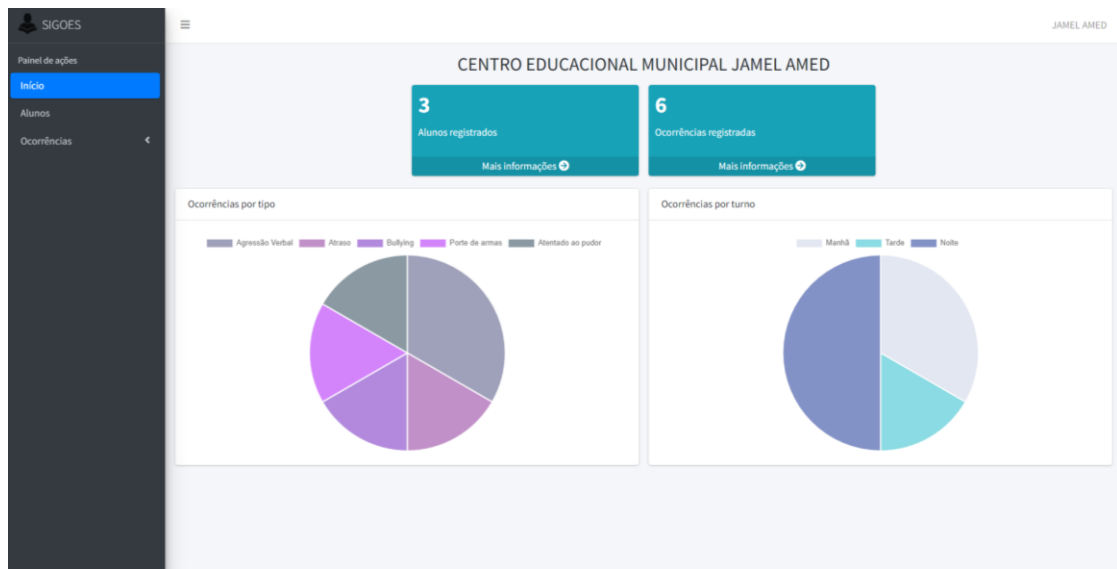 SIGOES
JAMEL AMED
Painel de ações
Início
Alunos
Ocorrências
CENTRO EDUCACIONAL MUNICIPAL JAMEL AMED
3
Alunos registrados
Mais informações
6
Ocorrências registradas
Mais informações
Ocorrências por tipo
Agressão Verbal Atraso Bullying Porte de armas Atentado ao pudor
Ocorrências por turno
Manhã Tarde Noite